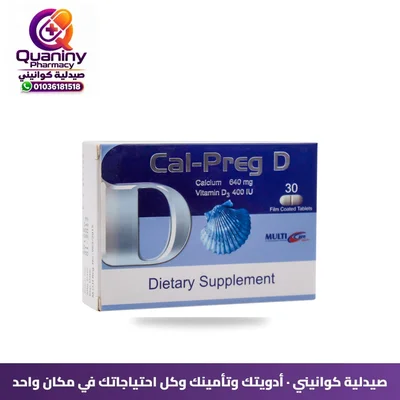 Quaniny
Pharmacy
صيدلية كوانيني
01036181518
Cal-Preg D
Calcium 640 mg
Vitamin D3 400 IU
30
Film Coated Tablets
D
MULTI
Dietary Supplement
صيدلية كوانيني - أدويتك وتأمينك وكل احتياجاتك في مكان واحد